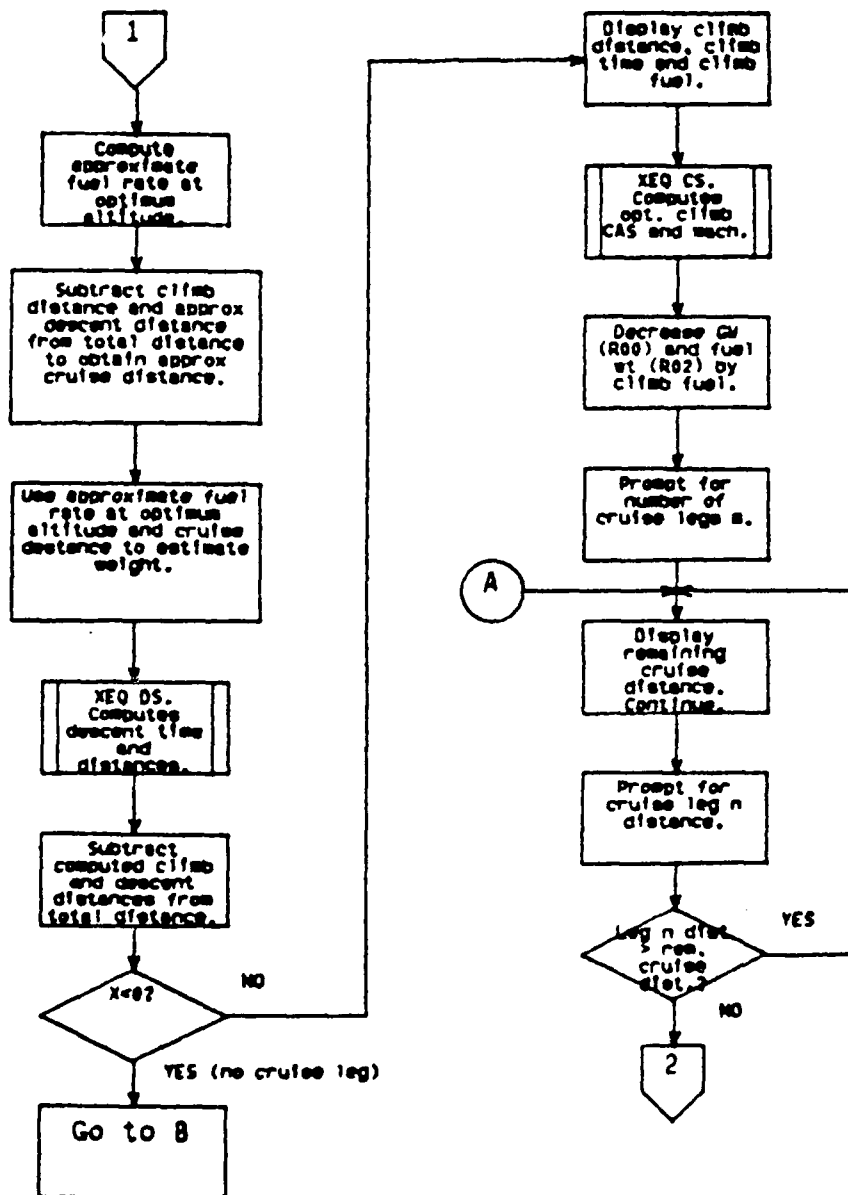 1
Compute
approximate
fuel rate at
optimum
altitude.
Subtract climb
distance and approx
descent distance
from total distance
to obtain approx
cruise distance.
Use approximate fuel
rate at optimum
altitude and cruise
destance to estimate
weight.
XEQ DS.
Computes
descent time
and
distances.
Subtract
computed climb
and descent
distances from
total distance.
NO
YES (no cruise leg)
Go to B
Display climb
distance, climb
time and climb
fuel.
XEQ CS.
Computes
opt. climb
CAS and mach.
Decrease GW
(R00) and fuel
wt (R02) by
climb fuel.
Prompt for
number of
cruise legs m.
A
Display
remaining
cruise
distance.
Continue.
Prompt for
cruise leg n
distance.
Leg n dist.
> rem.
cruise
dist.?
YES
NO
2